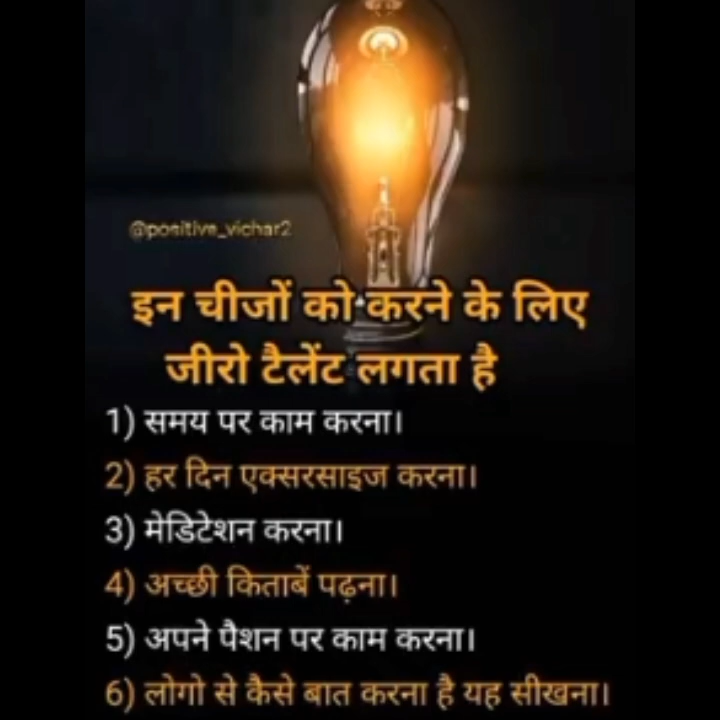 @positive_vichar2
इन चीजों को करने के लिए
जीरो टैलेंट लगता है
1) समय पर काम करना।
2) हर दिन एक्सरसाइज करना।
3) मेडिटेशन करना।
4) अच्छी किताबें पढ़ना।
5) अपने पैशन पर काम करना।
6) लोगो से कैसे बात करना है यह सीखना।